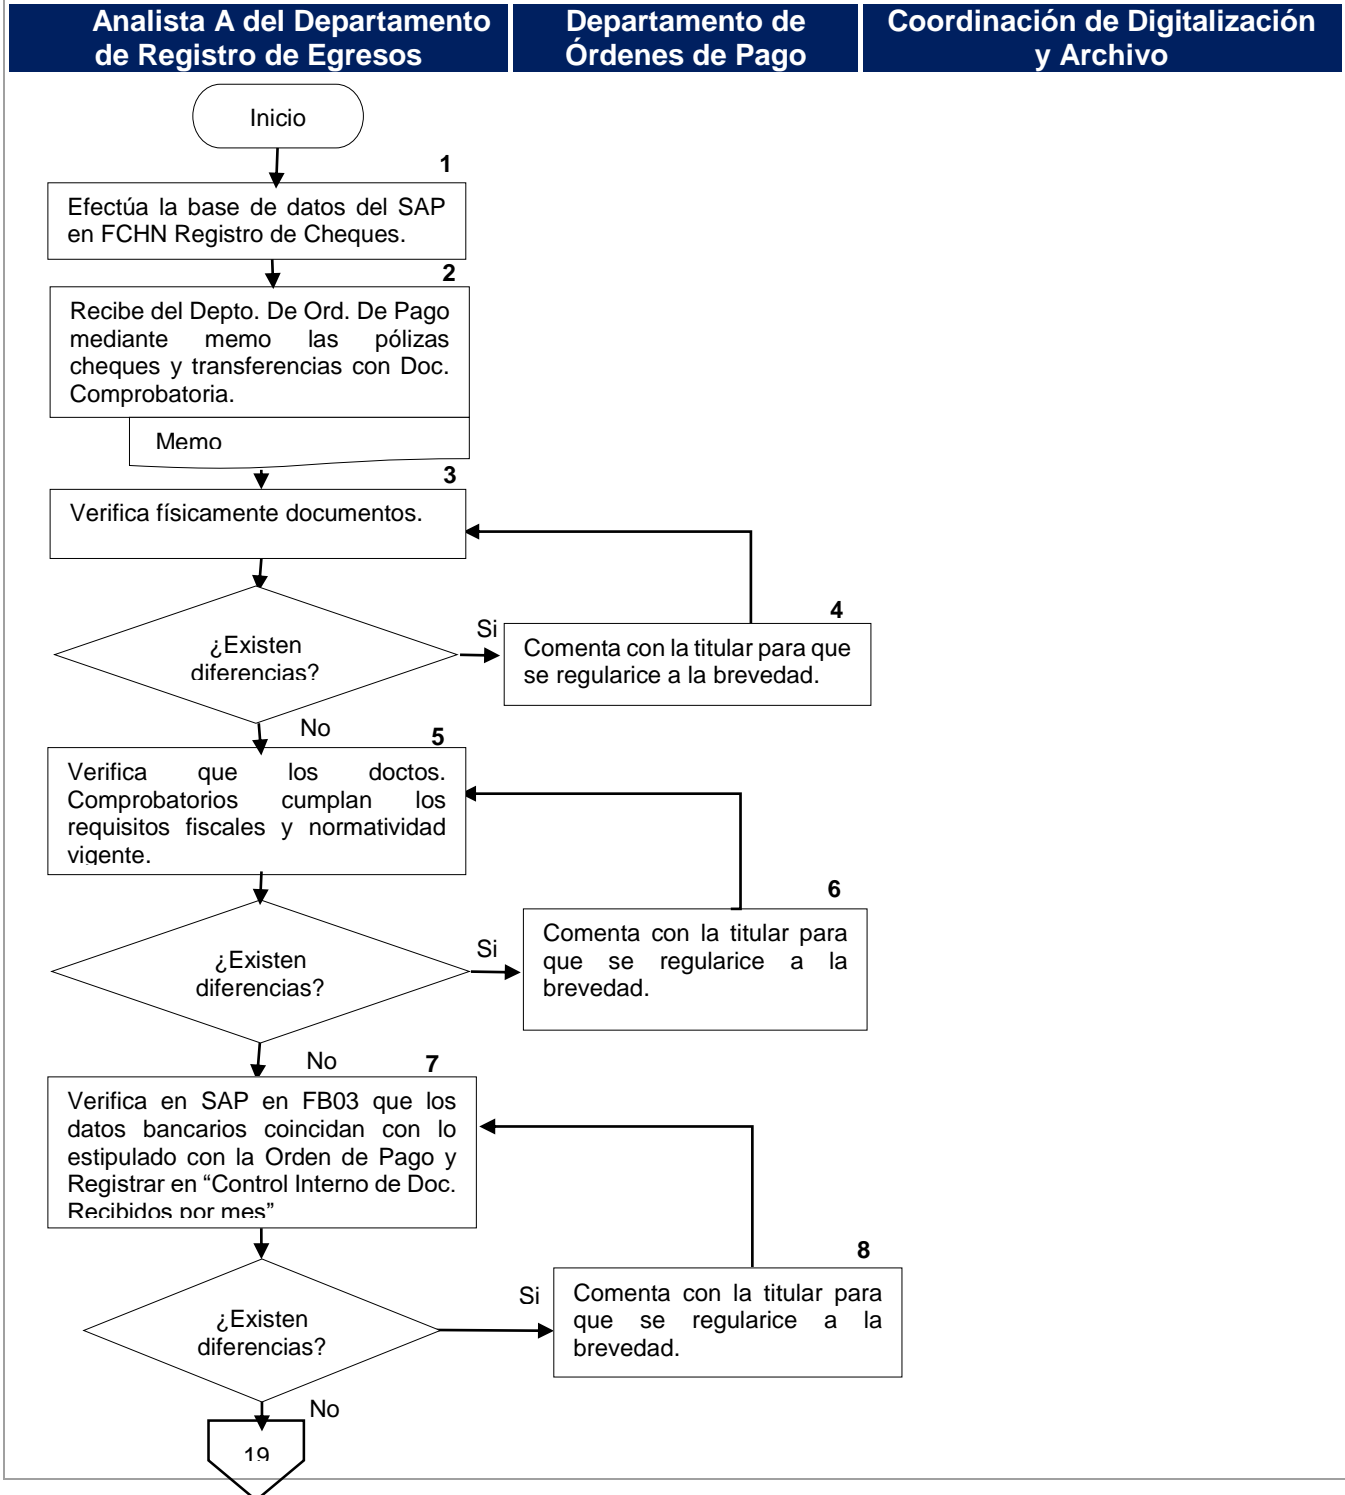 Analista A del Departamento
de Registro de Egresos
Departamento de
Órdenes de Pago
Coordinación de Digitalización
y Archivo
Inicio
1
Efectúa la base de datos del SAP
en FCHN Registro de Cheques.
2
Recibe del Depto. De Ord. De Pago
mediante memo las pólizas
cheques y transferencias con Doc.
Comprobatoria.
Memo
3
Verifica físicamente documentos.
¿Existen
diferencias?
Si
4
Comenta con la titular para que
se regularice a la brevedad.
No
5
Verifica que los doctos.
Comprobatorios cumplan los
requisitos fiscales y normatividad
vigente.
¿Existen
diferencias?
Si
6
Comenta con la titular para
que se regularice a la
brevedad.
No
7
Verifica en SAP en FB03 que los
datos bancarios coincidan con lo
estipulado con la Orden de Pago y
Registrar en “Control Interno de Doc.
Recibidos por mes”
¿Existen
diferencias?
Si
8
Comenta con la titular para
que se regularice a la
brevedad.
No
19